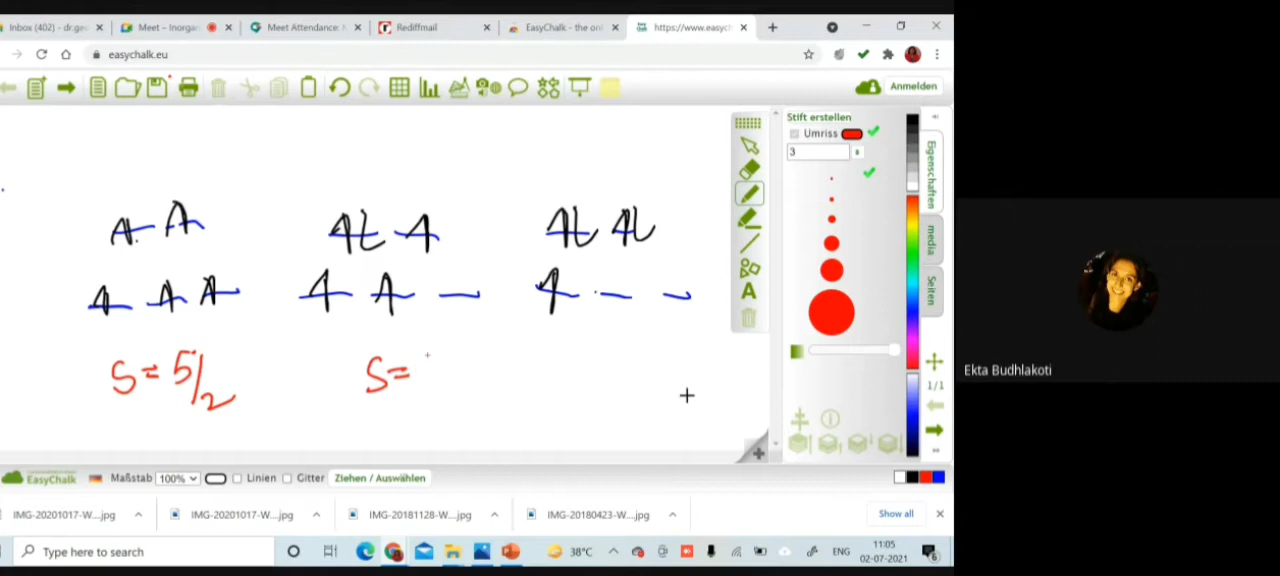 Inbox (402) - dr.ges
Meet – Inorgan
Meet Attendance:
Rediffmail
EasyChalk - the onl
https://www.easych
easychalk.eu
Anmelden
Stift erstellen
Umriss
3
Eigenschaften
media
Seiten
A
S = 5/2
S =
1/1
Ekta Budhlakoti
EasyChalk
Maßstab 100% Linien Gitter Ziehen / Auswählen
IMG-20201017-W....jpg
IMG-20201017-W....jpg
IMG-20181128-W....jpg
IMG-20180423-W....jpg
Show all
Type here to search
38°C
ENG
11:05
02-07-2021